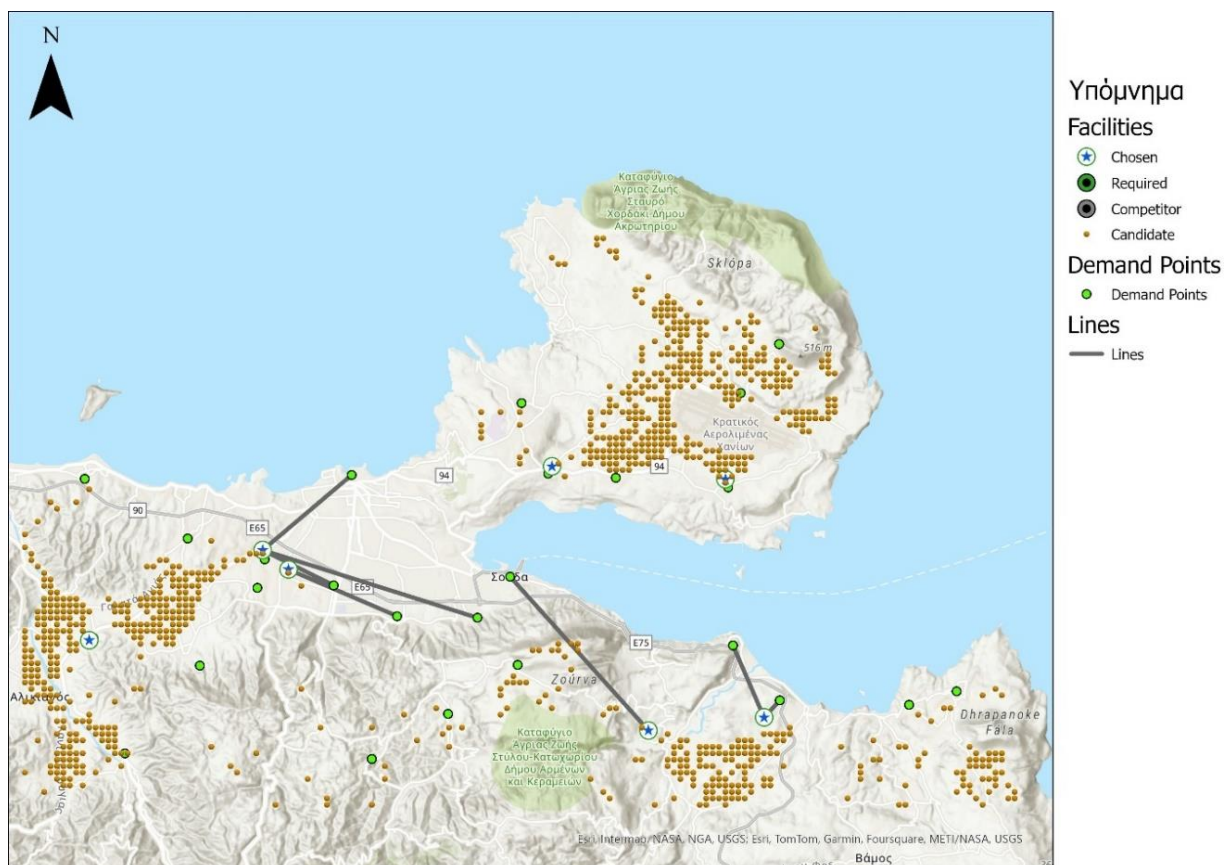 N
Καταφύγιο
Άγριας Ζωής
Σταυρό
Χορδάκι-Δήμου
Ακρωτηρίου
Sklópa
516 m
Κρατικός
Αερολιμένας
Χανίων
94
94
90
E65
E65
Σούδα
E75
Zoúrva
Αλικιανός
Καταφύγιο
Άγριας Ζωής
Στύλου-Κατωχωρίου
Δήμου Αρμένων
και Κεραμείων
Dhrapanoke
Fala
Esri, Intermap, NASA, NGA, USGS; Esri, TomTom, Garmin, Foursquare, METI/NASA, USGS
Βάμος
Υπόμνημα
Facilities
Chosen
Required
Competitor
Candidate
Demand Points
Demand Points
Lines
Lines